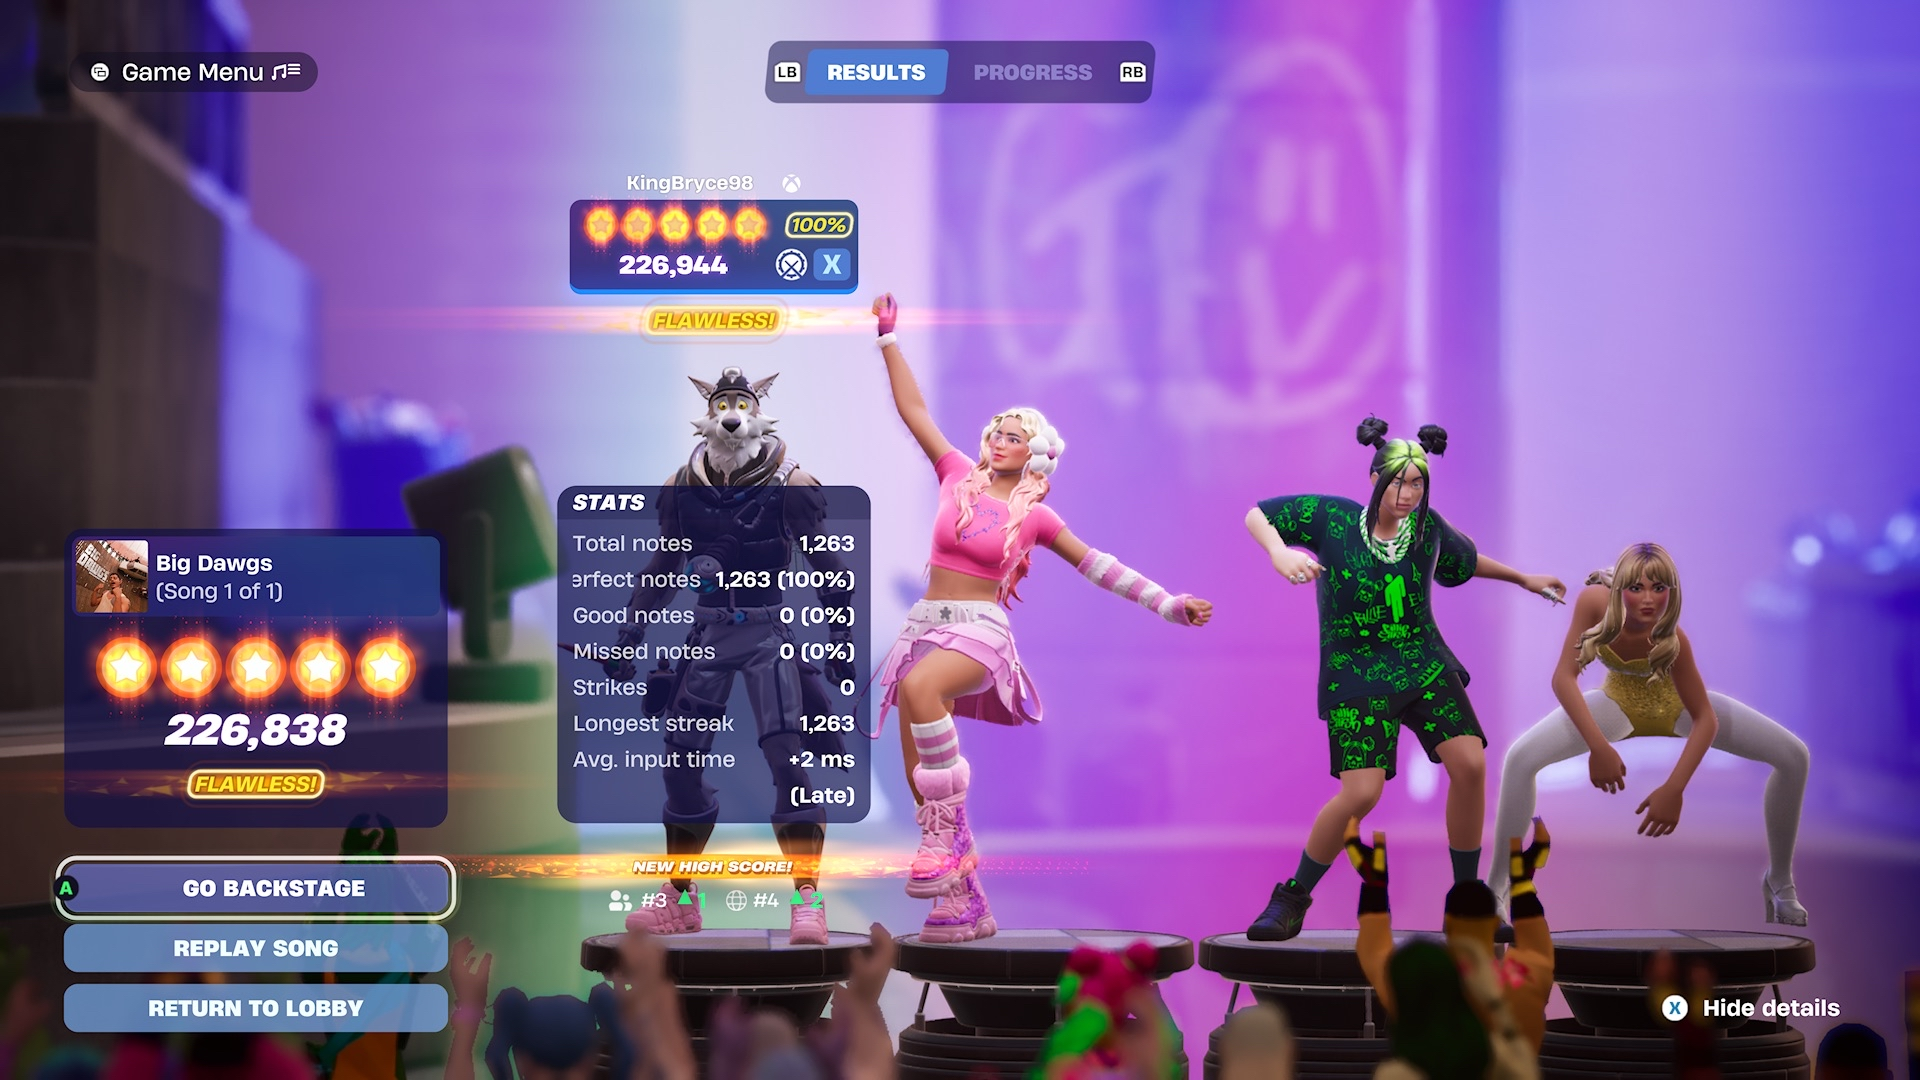 Game Menu
LB RESULTS PROGRESS RB
KingBryce98
100%
226,944
X
FLAWLESS!
STATS
Total notes 1,263
erfect notes 1,263 (100%)
Good notes 0 (0%)
Missed notes 0 (0%)
Strikes 0
Longest streak 1,263
Avg. input time +2 ms
(Late)
NEW HIGH SCORE!
#3 1 #4 2
Big Dawgs
(Song 1 of 1)
226,838
FLAWLESS!
A GO BACKSTAGE
REPLAY SONG
RETURN TO LOBBY
X Hide details